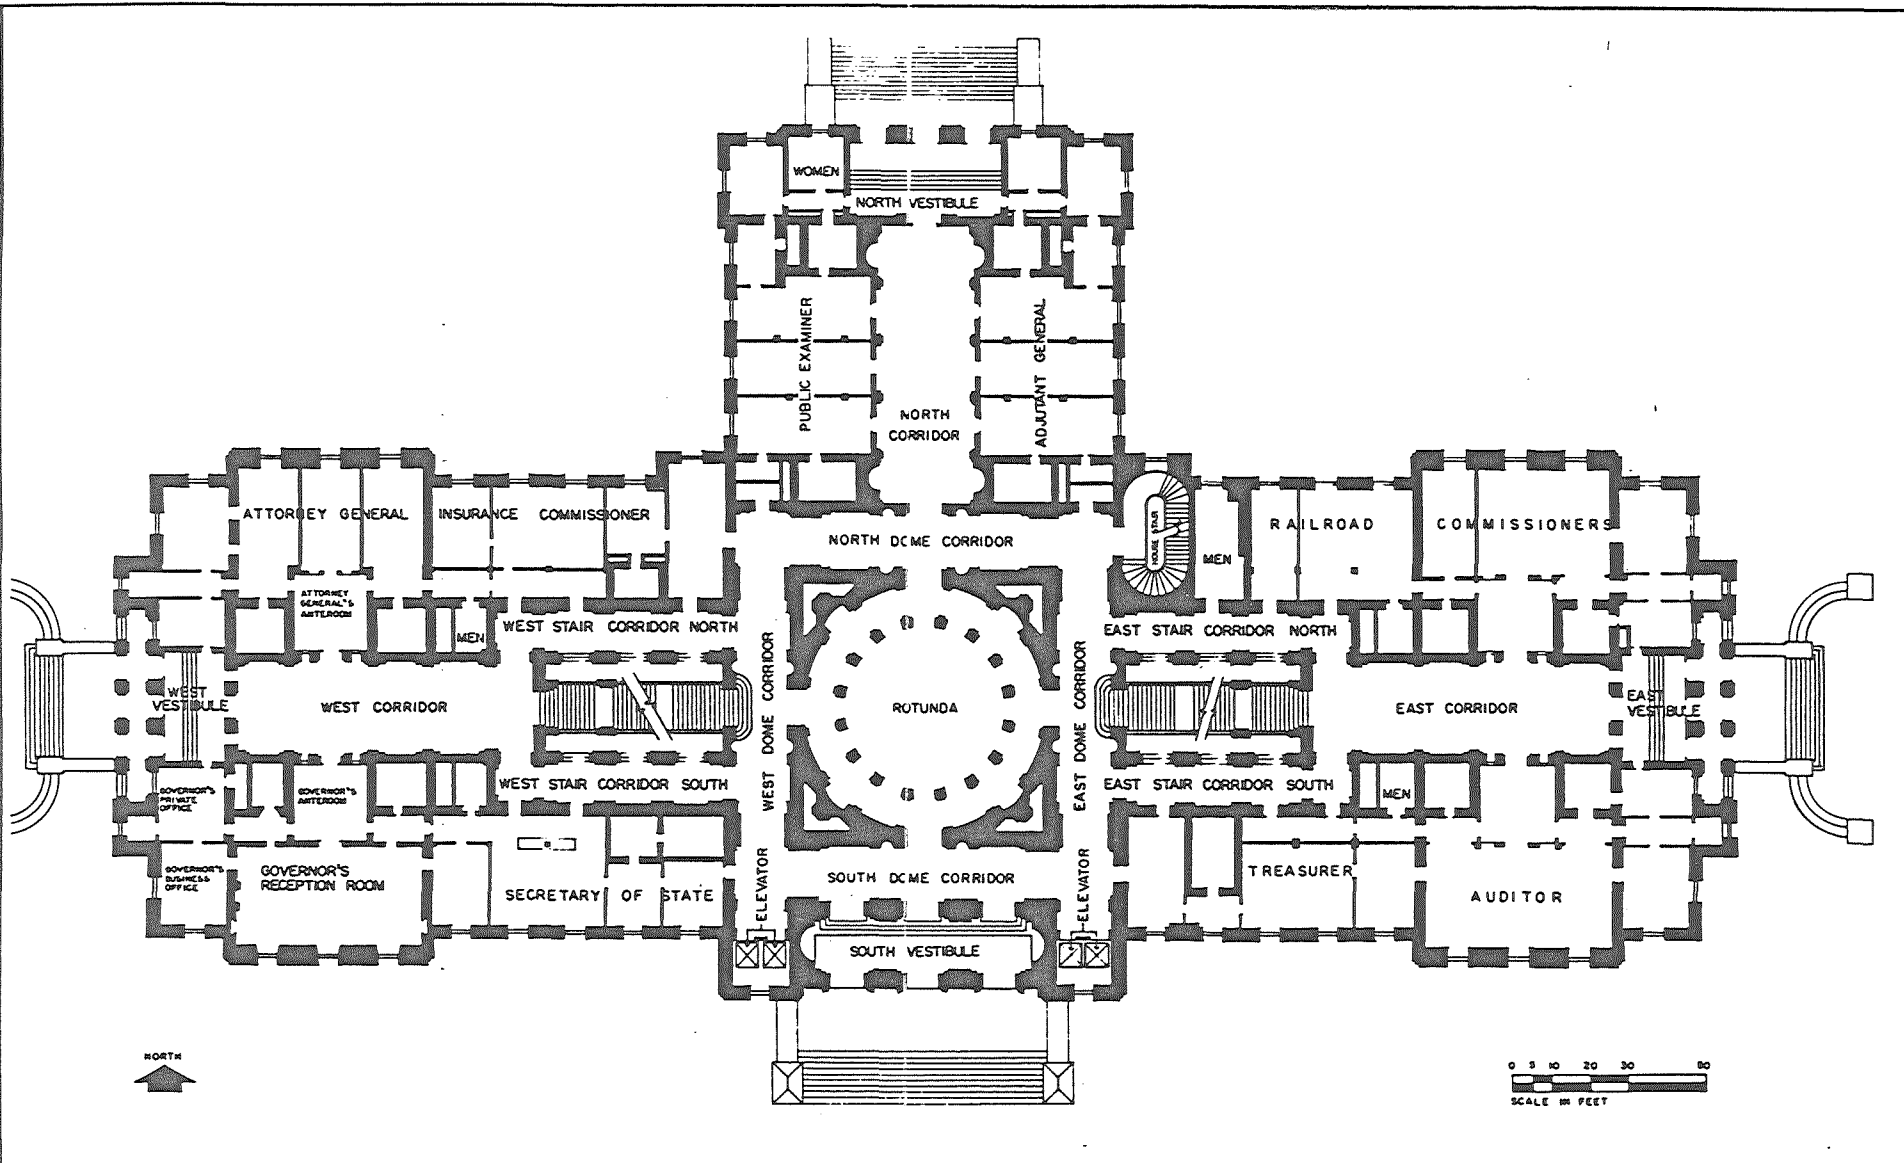 WOMEN
NORTH VESTIBULE
PUBLIC EXAMINER
ADJUTANT GENERAL
NORTH
CORRIDOR
ATTORNEY GENERAL
INSURANCE COMMISSIONER
NORTH DOME CORRIDOR
HOUSE STAIR
MEN
RAILROAD COMMISSIONERS
ATTORNEY
GENERAL'S
ANTEROOM
MEN
WEST STAIR CORRIDOR NORTH
EAST STAIR CORRIDOR NORTH
WEST
VESTIBULE
WEST CORRIDOR
WEST DOME CORRIDOR
ROTUNDA
EAST DOME CORRIDOR
EAST CORRIDOR
EAST
VESTIBULE
GOVERNOR'S
PRIVATE
OFFICE
GOVERNOR'S
ANTEROOM
WEST STAIR CORRIDOR SOUTH
EAST STAIR CORRIDOR SOUTH
MEN
GOVERNOR'S
BUSINESS
OFFICE
GOVERNOR'S
RECEPTION ROOM
SECRETARY OF STATE
ELEVATOR
SOUTH DOME CORRIDOR
ELEVATOR
TREASURER
AUDITOR
SOUTH VESTIBULE
NORTH
0 5 10 20 30 50
SCALE IN FEET